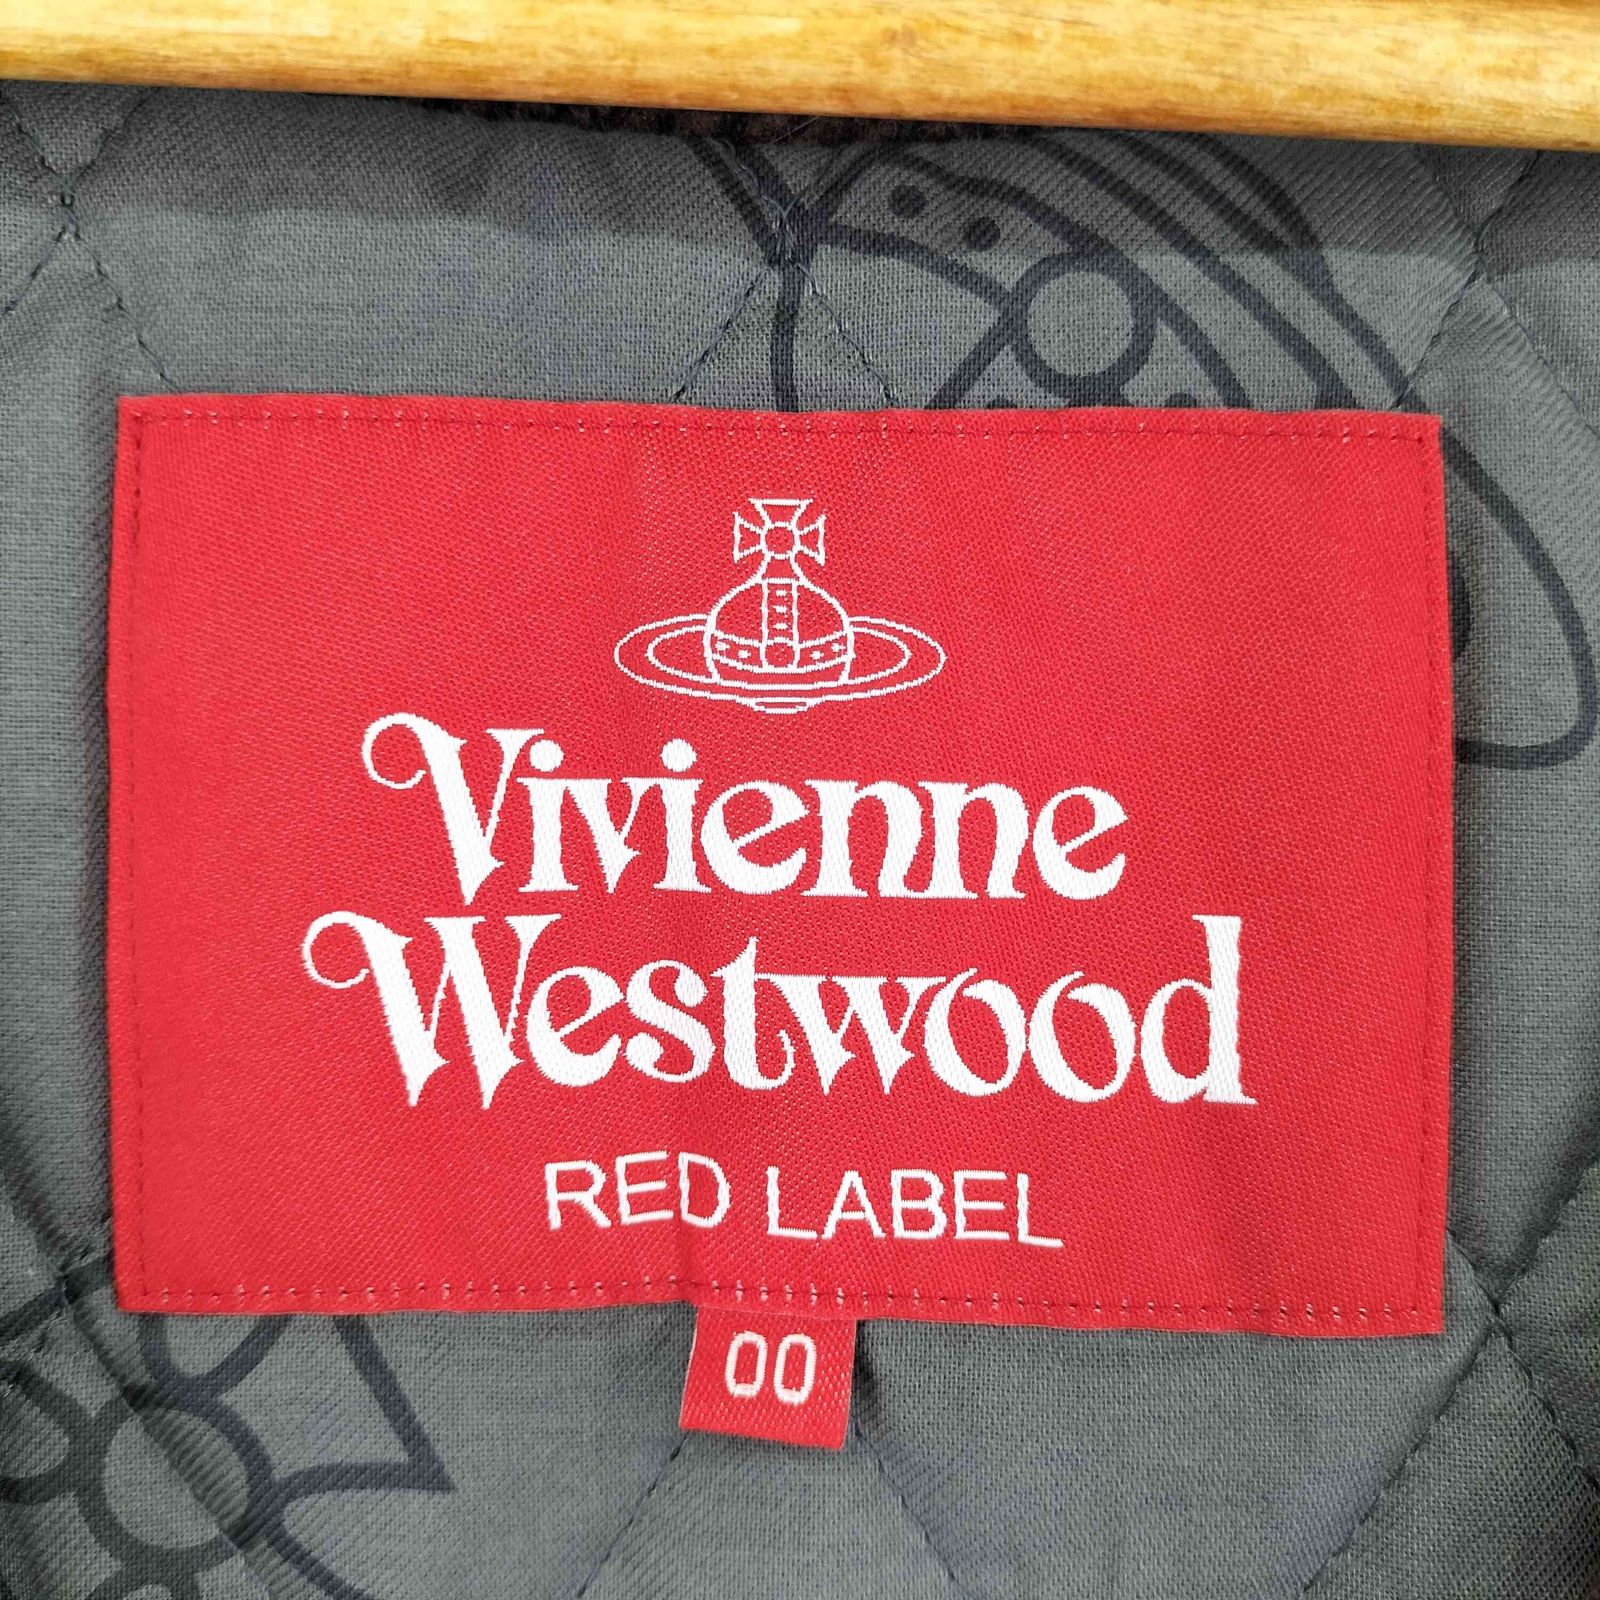 Vivienne
Westwood
RED LABEL
00